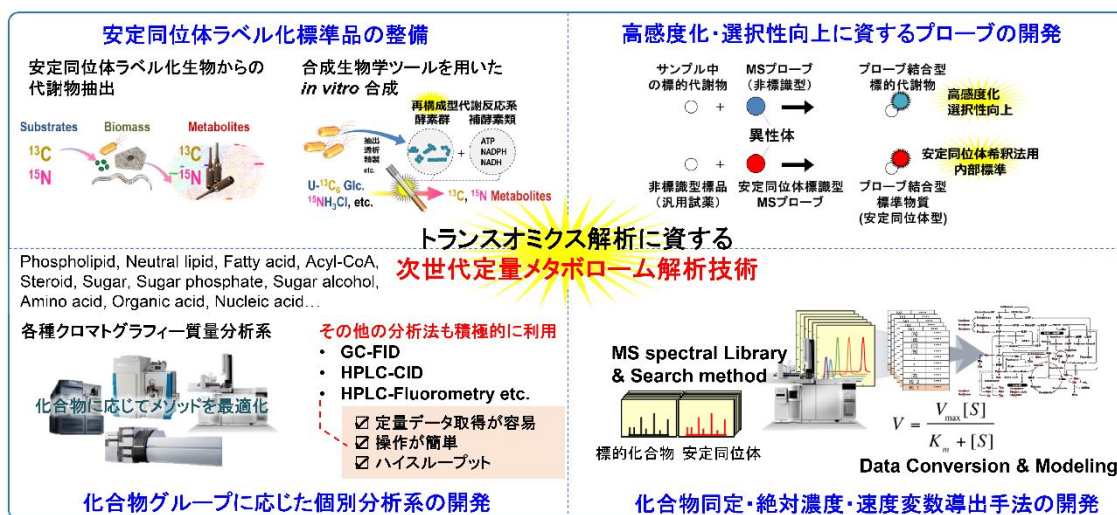 安定同位体ラベル化標準品の整備
安定同位体ラベル化生物からの
代謝物抽出
Substrates
Biomass
Metabolites
13C
15N
13C
15N
合成生物学ツールを用いた
in vitro 合成
再構成型代謝反応系
酵素群
補酵素類
抽出
透析
精製
etc.
+
ATP
NADPH
NADH
U-13C6 Glc.
15NH3Cl, etc.
13C, 15N Metabolites
高感度化・選択性向上に資するプローブの開発
サンプル中
の標的代謝物
MSプローブ
(非標識型)
プローブ結合型
標的代謝物
+
高感度化
選択性向上
異性体
+
安定同位体希釈法用
内部標準
非標識型標品
(汎用試薬)
安定同位体標識型
MSプローブ
プローブ結合型
標準物質
(安定同位体型)
トランスオミクス解析に資する
次世代定量メタボローム解析技術
Phospholipid, Neutral lipid, Fatty acid, Acyl-CoA,
Steroid, Sugar, Sugar phosphate, Sugar alcohol,
Amino acid, Organic acid, Nucleic acid…
各種クロマトグラフィー質量分析系
化合物に応じてメソッドを最適化
その他の分析法も積極的に利用
• GC-FID
• HPLC-CID
• HPLC-Fluorometry etc.
☑ 定量データ取得が容易
☑ 操作が簡単
☑ ハイスループット
化合物グループに応じた個別分析系の開発
MS spectral Library
& Search method
標的化合物
安定同位体
V = Vmax[S] / Km + [S]
Data Conversion & Modeling
化合物同定・絶対濃度・速度変数導出手法の開発